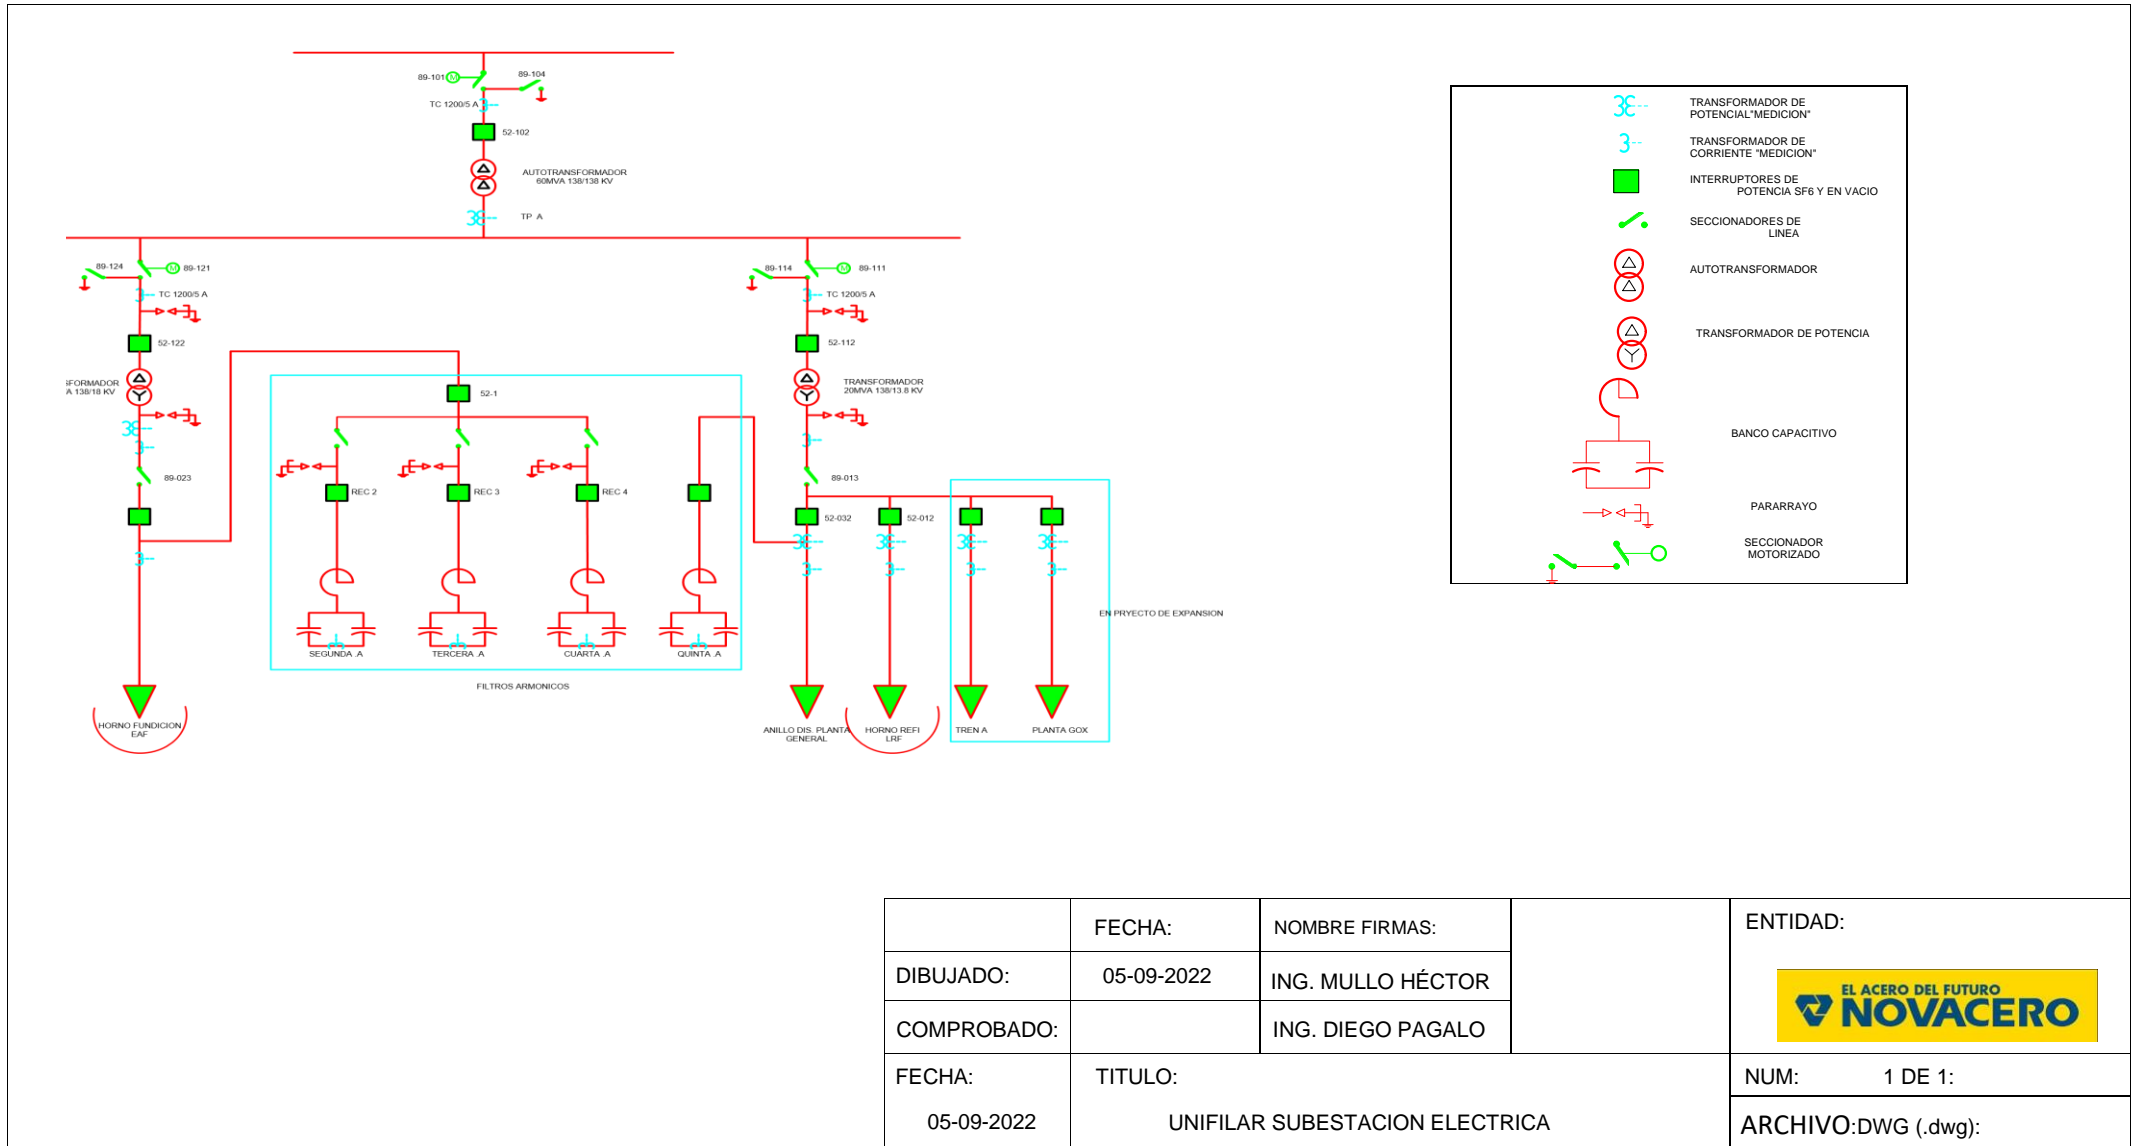 89-101
M
89-104
TC 1200/5 A
52-102
AUTOTRANSFORMADOR
60MVA 138/138 KV
TP A
89-124
M
89-121
TC 1200/5 A
52-122
SFORMADOR
A 138/18 KV
89-023
89-114
M
89-111
TC 1200/5 A
52-112
TRANSFORMADOR
20MVA 138/13.8 KV
89-013
52-1
REC 2
REC 3
REC 4
52-032
52-012
SEGUNDA .A
TERCERA .A
CUARTA .A
QUINTA .A
FILTROS ARMONICOS
EN PRYECTO DE EXPANSION
HORNO FUNDICION
EAF
ANILLO DIS. PLANTA
GENERAL
HORNO REFI
LRF
TREN A
PLANTA GOX
TRANSFORMADOR DE
POTENCIAL"MEDICION"
TRANSFORMADOR DE
CORRIENTE "MEDICION"
INTERRUPTORES DE
POTENCIA SF6 Y EN VACIO
SECCIONADORES DE
LINEA
AUTOTRANSFORMADOR
TRANSFORMADOR DE POTENCIA
BANCO CAPACITIVO
PARARRAYO
SECCIONADOR
MOTORIZADO
FECHA:
NOMBRE FIRMAS:
ENTIDAD:
DIBUJADO:
05-09-2022
ING. MULLO HÉCTOR
EL ACERO DEL FUTURO
NOVACERO
COMPROBADO:
ING. DIEGO PAGALO
FECHA:
TITULO:
NUM: 1 DE 1:
05-09-2022
UNIFILAR SUBESTACION ELECTRICA
ARCHIVO:DWG (.dwg):